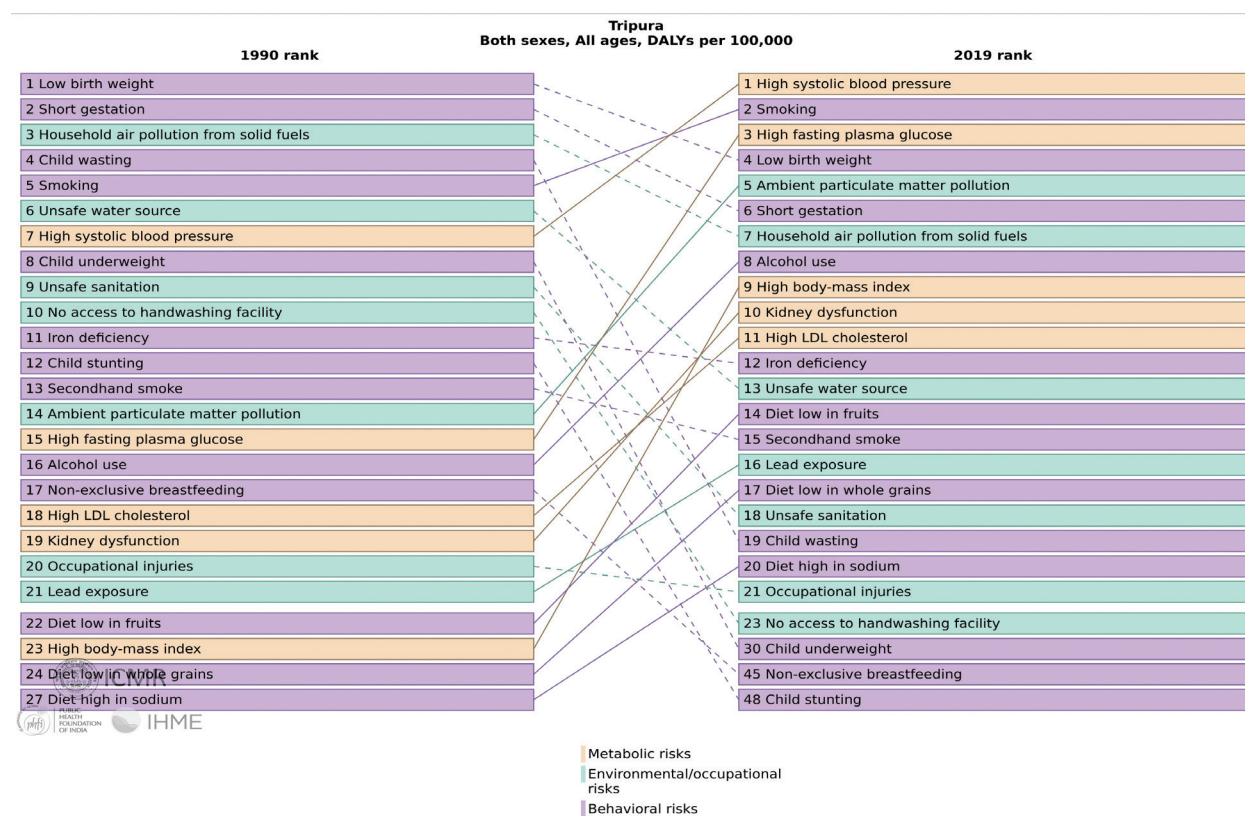 Tripura
Both sexes, All ages, DALYs per 100,000
1990 rank
2019 rank
1 Low birth weight
2 Short gestation
3 Household air pollution from solid fuels
4 Child wasting
5 Smoking
6 Unsafe water source
7 High systolic blood pressure
8 Child underweight
9 Unsafe sanitation
10 No access to handwashing facility
11 Iron deficiency
12 Child stunting
13 Secondhand smoke
14 Ambient particulate matter pollution
15 High fasting plasma glucose
16 Alcohol use
17 Non-exclusive breastfeeding
18 High LDL cholesterol
19 Kidney dysfunction
20 Occupational injuries
21 Lead exposure
22 Diet low in fruits
23 High body-mass index
24 Diet low in whole grains
27 Diet high in sodium
1 High systolic blood pressure
2 Smoking
3 High fasting plasma glucose
4 Low birth weight
5 Ambient particulate matter pollution
6 Short gestation
7 Household air pollution from solid fuels
8 Alcohol use
9 High body-mass index
10 Kidney dysfunction
11 High LDL cholesterol
12 Iron deficiency
13 Unsafe water source
14 Diet low in fruits
15 Secondhand smoke
16 Lead exposure
17 Diet low in whole grains
18 Unsafe sanitation
19 Child wasting
20 Diet high in sodium
21 Occupational injuries
23 No access to handwashing facility
30 Child underweight
45 Non-exclusive breastfeeding
48 Child stunting
ICMR
phfi
PUBLIC
HEALTH
FOUNDATION
OF INDIA
IHME
Metabolic risks
Environmental/occupational
risks
Behavioral risks